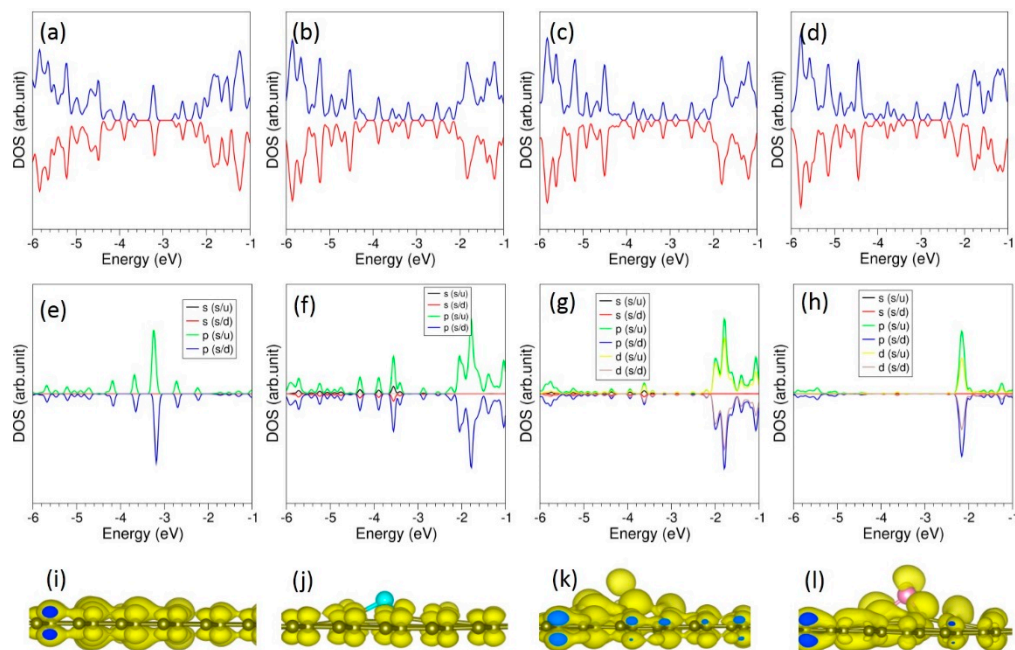 (a) (b) (c) (d)
DOS (arb.unit) DOS (arb.unit) DOS (arb.unit) DOS (arb.unit)
-6 -5 -4 -3 -2 -1 -6 -5 -4 -3 -2 -1 -6 -5 -4 -3 -2 -1 -6 -5 -4 -3 -2 -1
Energy (eV) Energy (eV) Energy (eV) Energy (eV)
(e) (f) (g) (h)
s (s/u)
s (s/d)
p (s/u)
p (s/d)
s (s/u)
s (s/d)
p (s/u)
p (s/d)
s (s/u)
s (s/d)
p (s/u)
p (s/d)
d (s/u)
d (s/d)
s (s/u)
s (s/d)
p (s/u)
p (s/d)
d (s/u)
d (s/d)
DOS (arb.unit) DOS (arb.unit) DOS (arb.unit) DOS (arb.unit)
-6 -5 -4 -3 -2 -1 -6 -5 -4 -3 -2 -1 -6 -5 -4 -3 -2 -1 -6 -5 -4 -3 -2 -1
Energy (eV) Energy (eV) Energy (eV) Energy (eV)
(i) (j) (k) (l)